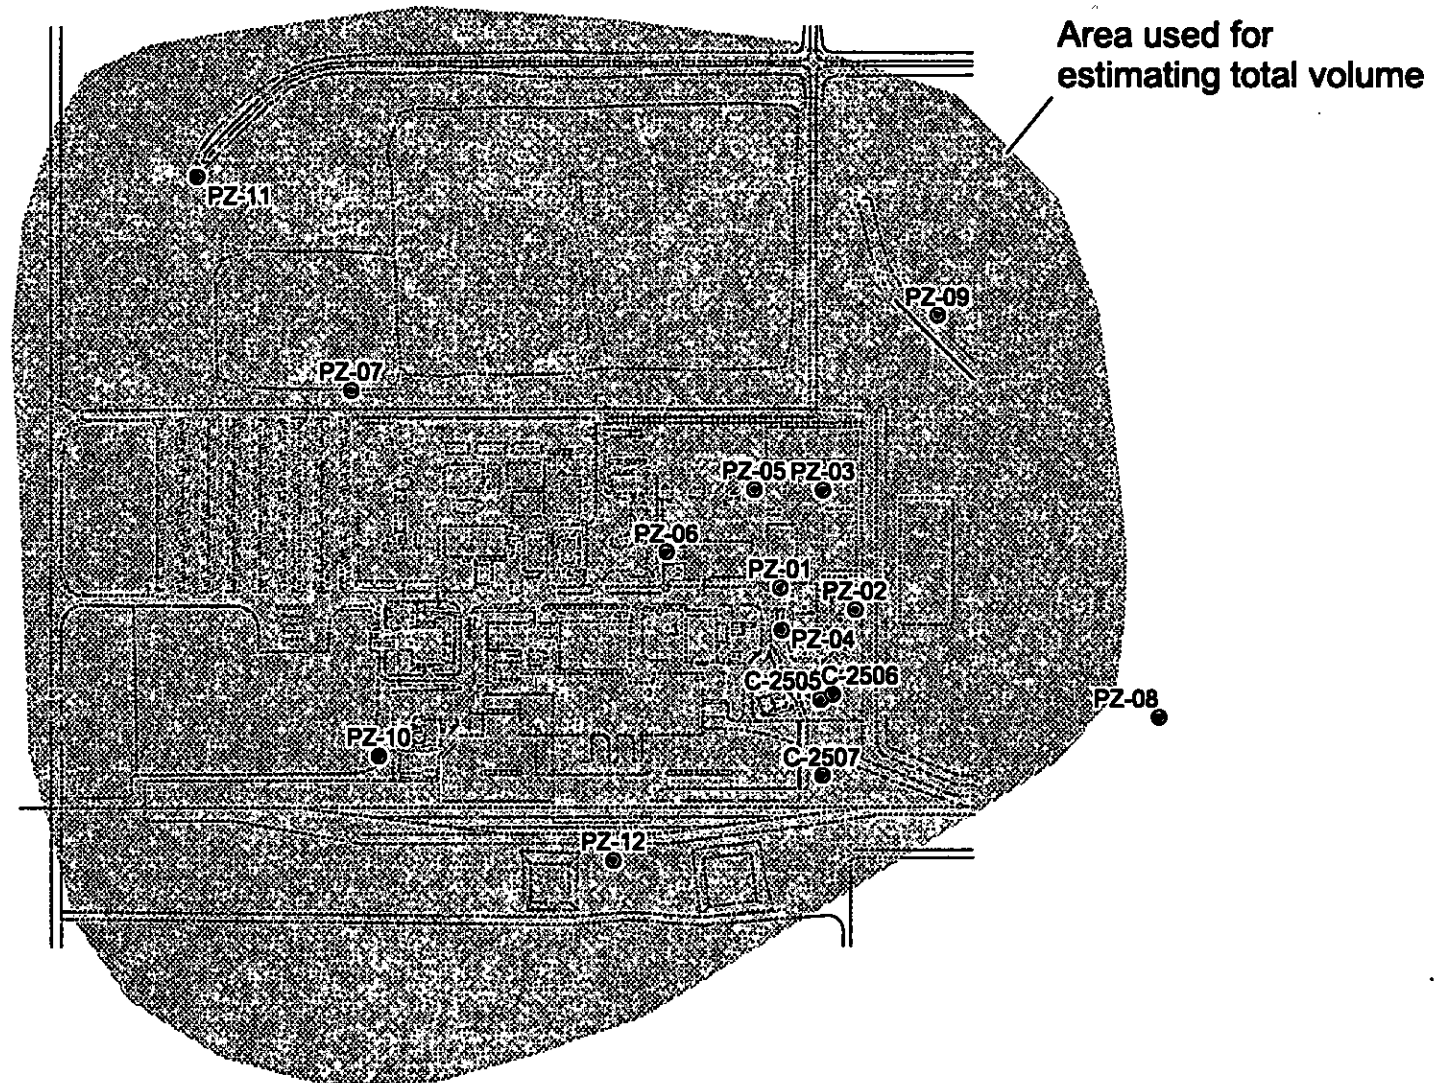 Area used for
estimating total volume
PZ-11
PZ-09
PZ-07
PZ-05 PZ-03
PZ-06
PZ-01
PZ-02
PZ-04
C-2505 C-2506
PZ-08
PZ-10
C-2507
PZ-12